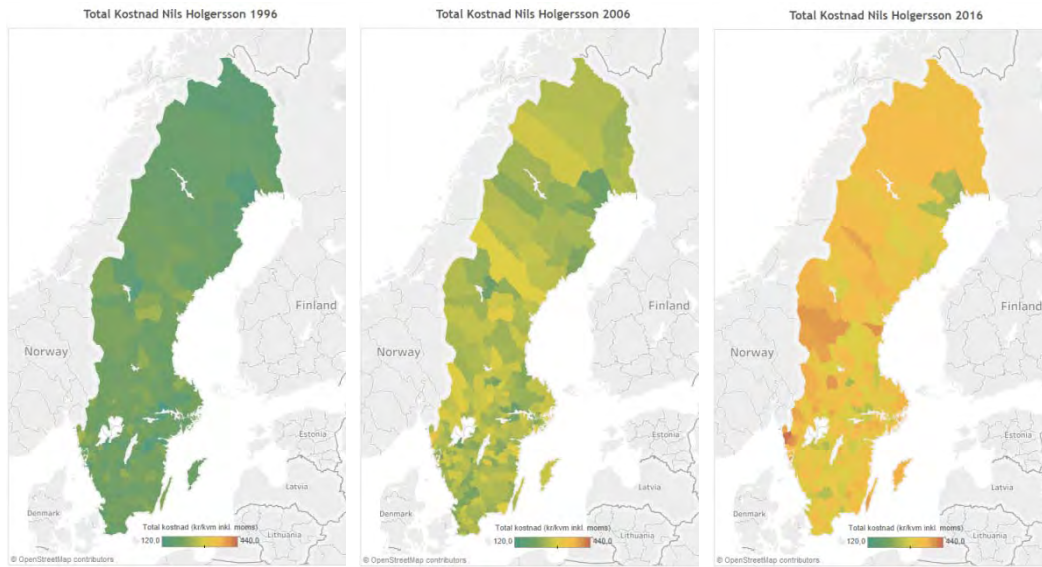 Total Kostnad Nils Holgersson 1996
Norway
Finland
Estonia
Latvia
Denmark
Lithuania
Total kostnad (kr/kvm inkl. moms)
120,0
440,0
© OpenStreetMap contributors
Total Kostnad Nils Holgersson 2006
Norway
Finland
Estonia
Latvia
Denmark
Lithuania
Total kostnad (kr/kvm inkl. moms)
120,0
440,0
© OpenStreetMap contributors
Total Kostnad Nils Holgersson 2016
Norway
Finland
Estonia
Latvia
Denmark
Lithuania
Total kostnad (kr/kvm inkl. moms)
120,0
440,0
© OpenStreetMap contributors